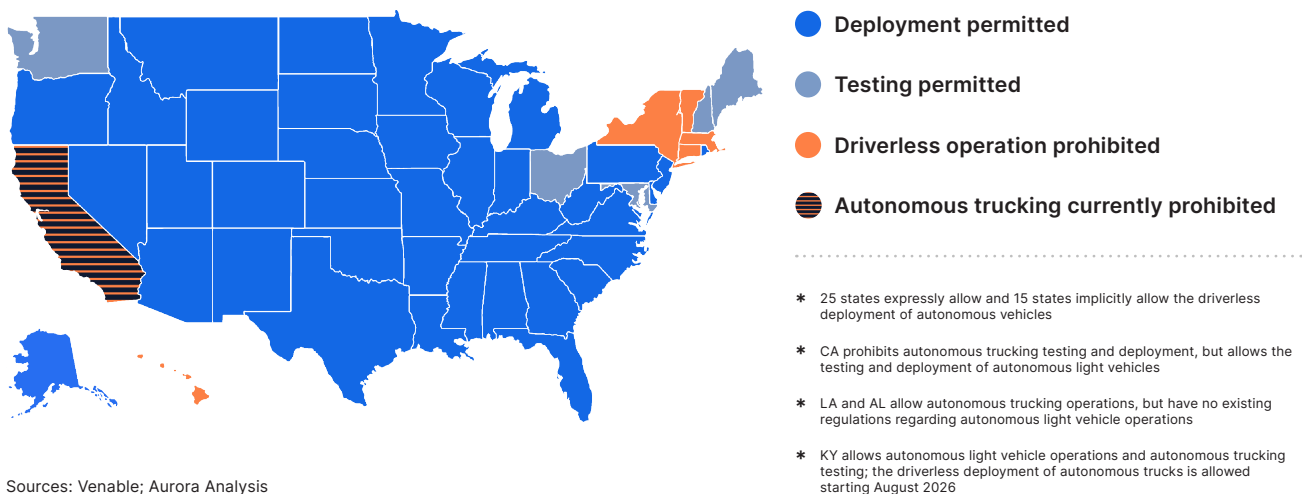 Deployment permitted
Testing permitted
Driverless operation prohibited
Autonomous trucking currently prohibited
* 25 states expressly allow and 15 states implicitly allow the driverless
deployment of autonomous vehicles
* CA prohibits autonomous trucking testing and deployment, but allows the
testing and deployment of autonomous light vehicles
* LA and AL allow autonomous trucking operations, but have no existing
regulations regarding autonomous light vehicle operations
* KY allows autonomous light vehicle operations and autonomous trucking
testing; the driverless deployment of autonomous trucks is allowed
starting August 2026
Sources: Venable; Aurora Analysis